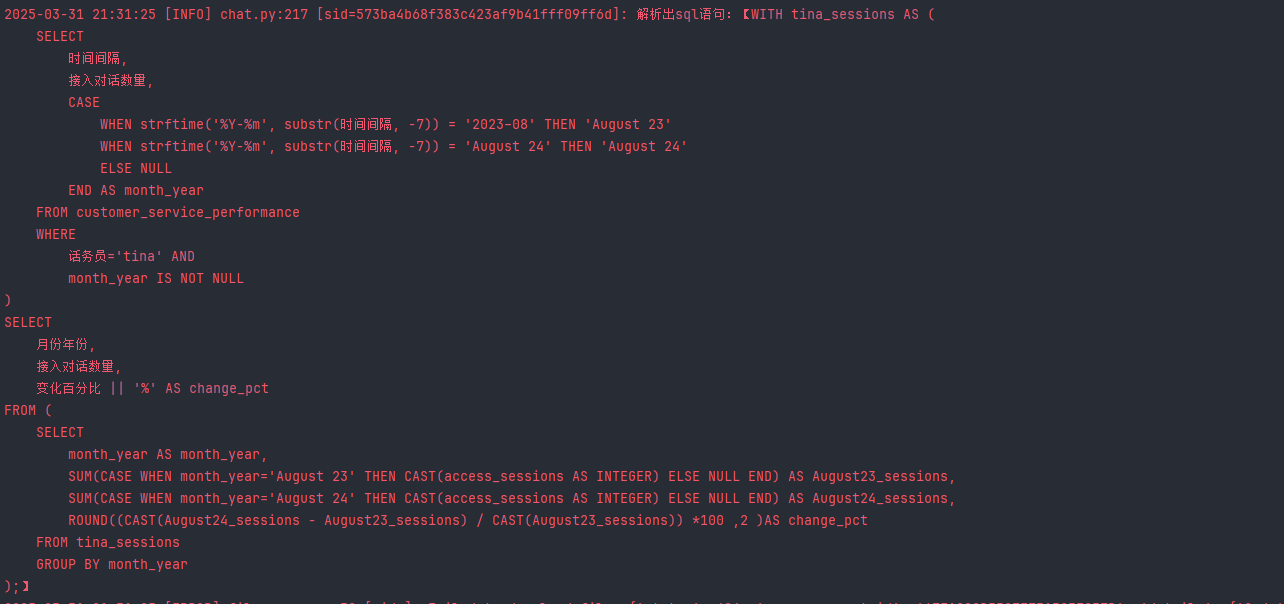 2025-03-31 21:31:25 [INFO] chat.py:217 [sid=573ba4b68f383c423af9b41fff09ff6d]: 解析出sql语句:【WITH tina_sessions AS (
    SELECT
        时间间隔,
        接入对话数量,
        CASE
            WHEN strftime('%Y-%m', substr(时间间隔, -7)) = '2023-08' THEN 'August 23'
            WHEN strftime('%Y-%m', substr(时间间隔, -7)) = 'August 24' THEN 'August 24'
            ELSE NULL
        END AS month_year
    FROM customer_service_performance
    WHERE
        话务员='tina' AND
        month_year IS NOT NULL
)
SELECT
    月份年份,
    接入对话数量,
    变化百分比 || '%' AS change_pct
FROM (
    SELECT
        month_year AS month_year,
        SUM(CASE WHEN month_year='August 23' THEN CAST(access_sessions AS INTEGER) ELSE NULL END) AS August23_sessions,
        SUM(CASE WHEN month_year='August 24' THEN CAST(access_sessions AS INTEGER) ELSE NULL END) AS August24_sessions,
        ROUND((CAST(August24_sessions - August23_sessions) / CAST(August23_sessions)) *100 ,2 )AS change_pct
    FROM tina_sessions
    GROUP BY month_year
);】